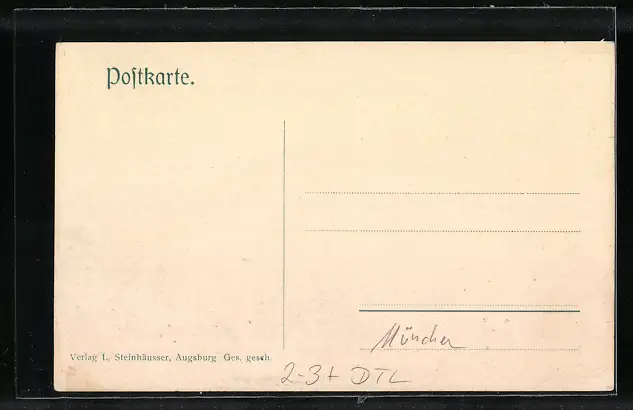 Poſtkarte.
Verlag L. Steinhäusser, Augsburg Ges. gesch.
München
2-3+ DTL